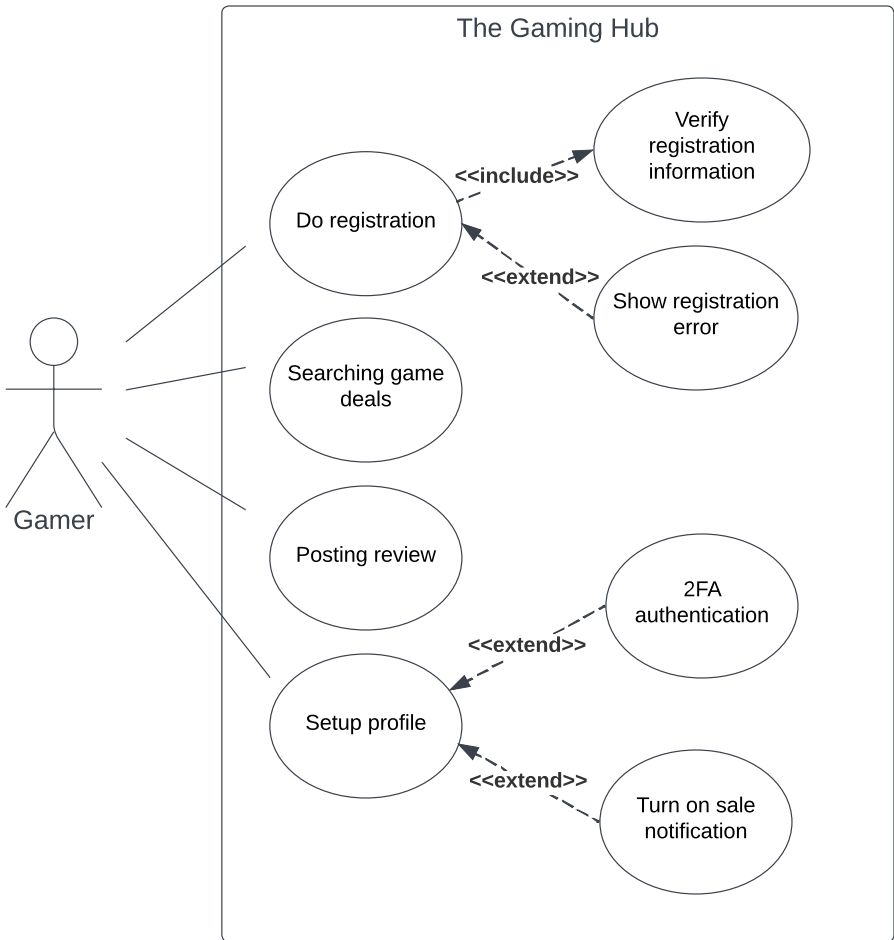 The Gaming Hub
Verify
registration
information
<<include>>
Do registration
<<extend>>
Show registration
error
Searching game
deals
Gamer
Posting review
2FA
authentication
<<extend>>
Setup profile
<<extend>>
Turn on sale
notification